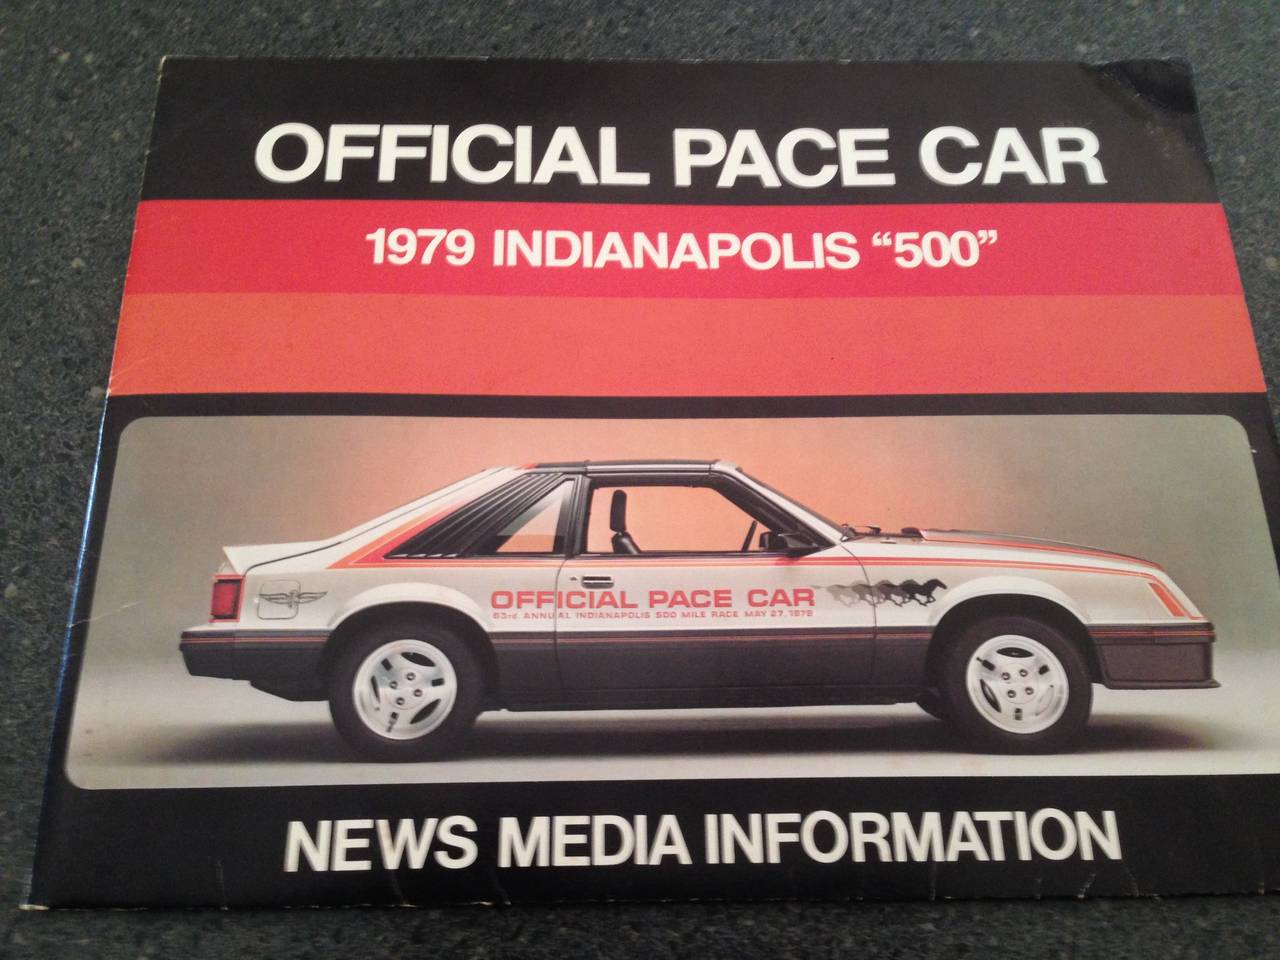 OFFICIAL PACE CAR
1979 INDIANAPOLIS “500”
OFFICIAL PACE CAR
63rd ANNUAL INDIANAPOLIS 500 MILE RACE MAY 27, 1979
NEWS MEDIA INFORMATION